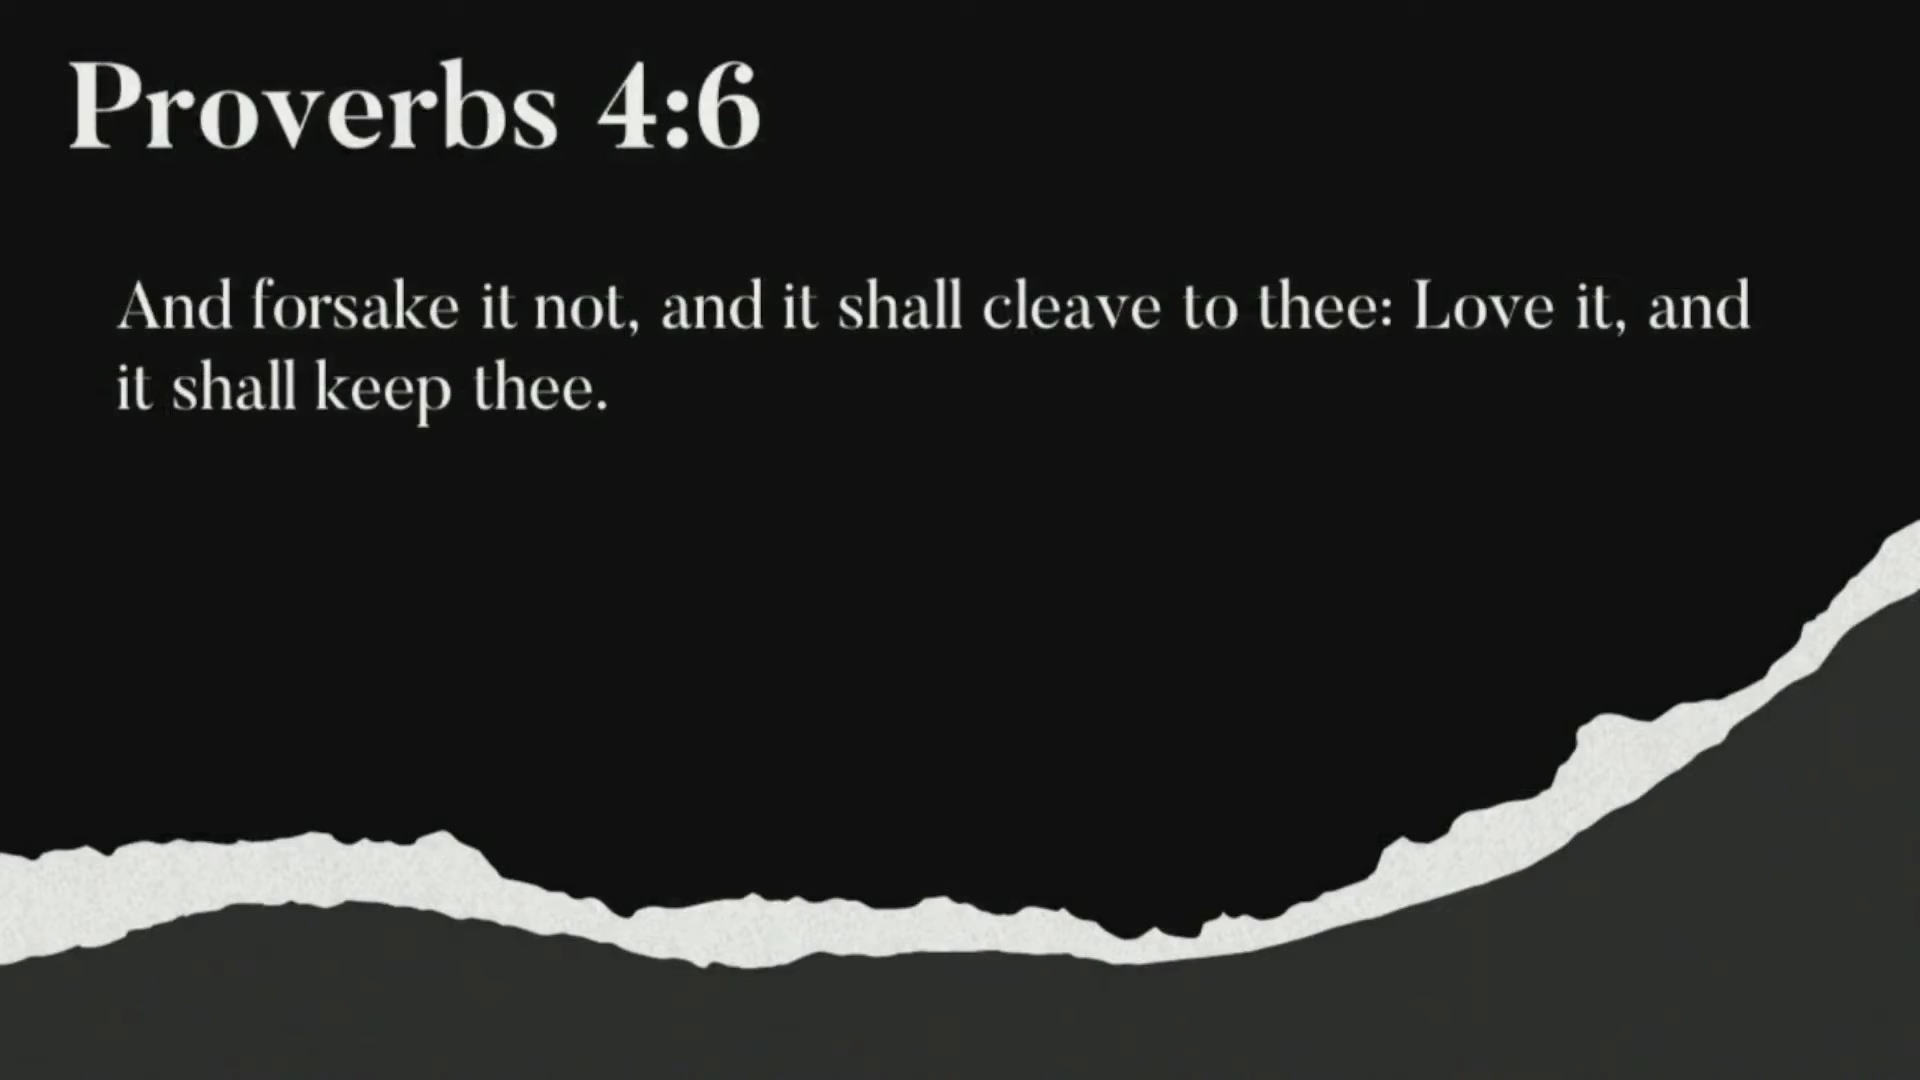 Proverbs 4:6
And forsake it not, and it shall cleave to thee: Love it, and
it shall keep thee.